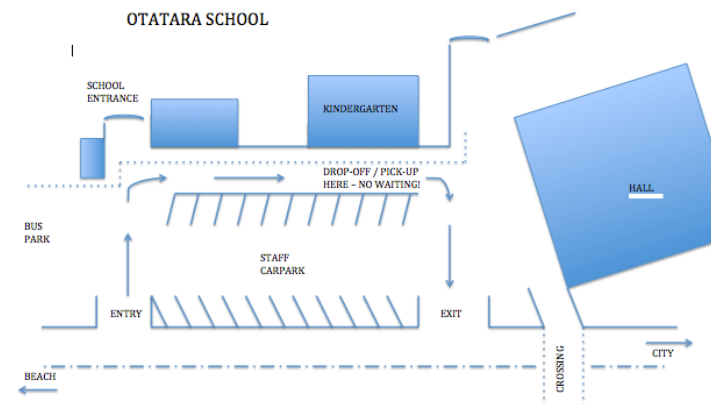 OTATARA SCHOOL
SCHOOL
ENTRANCE
KINDERGARTEN
DROP-OFF / PICK-UP
HERE – NO WAITING!
HALL
BUS
PARK
STAFF
CARPARK
ENTRY
EXIT
CROSSING
CITY
BEACH